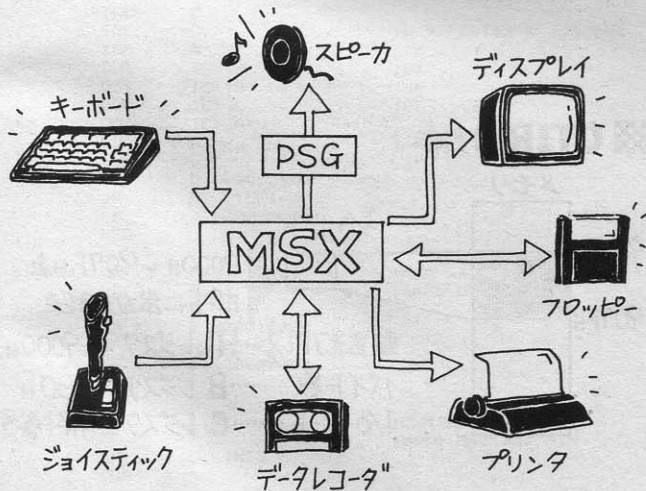 スピーカ
ディスプレイ
キーボード
PSG
MSX
フロッピー
ジョイスティック
データレコーダ
プリンタ